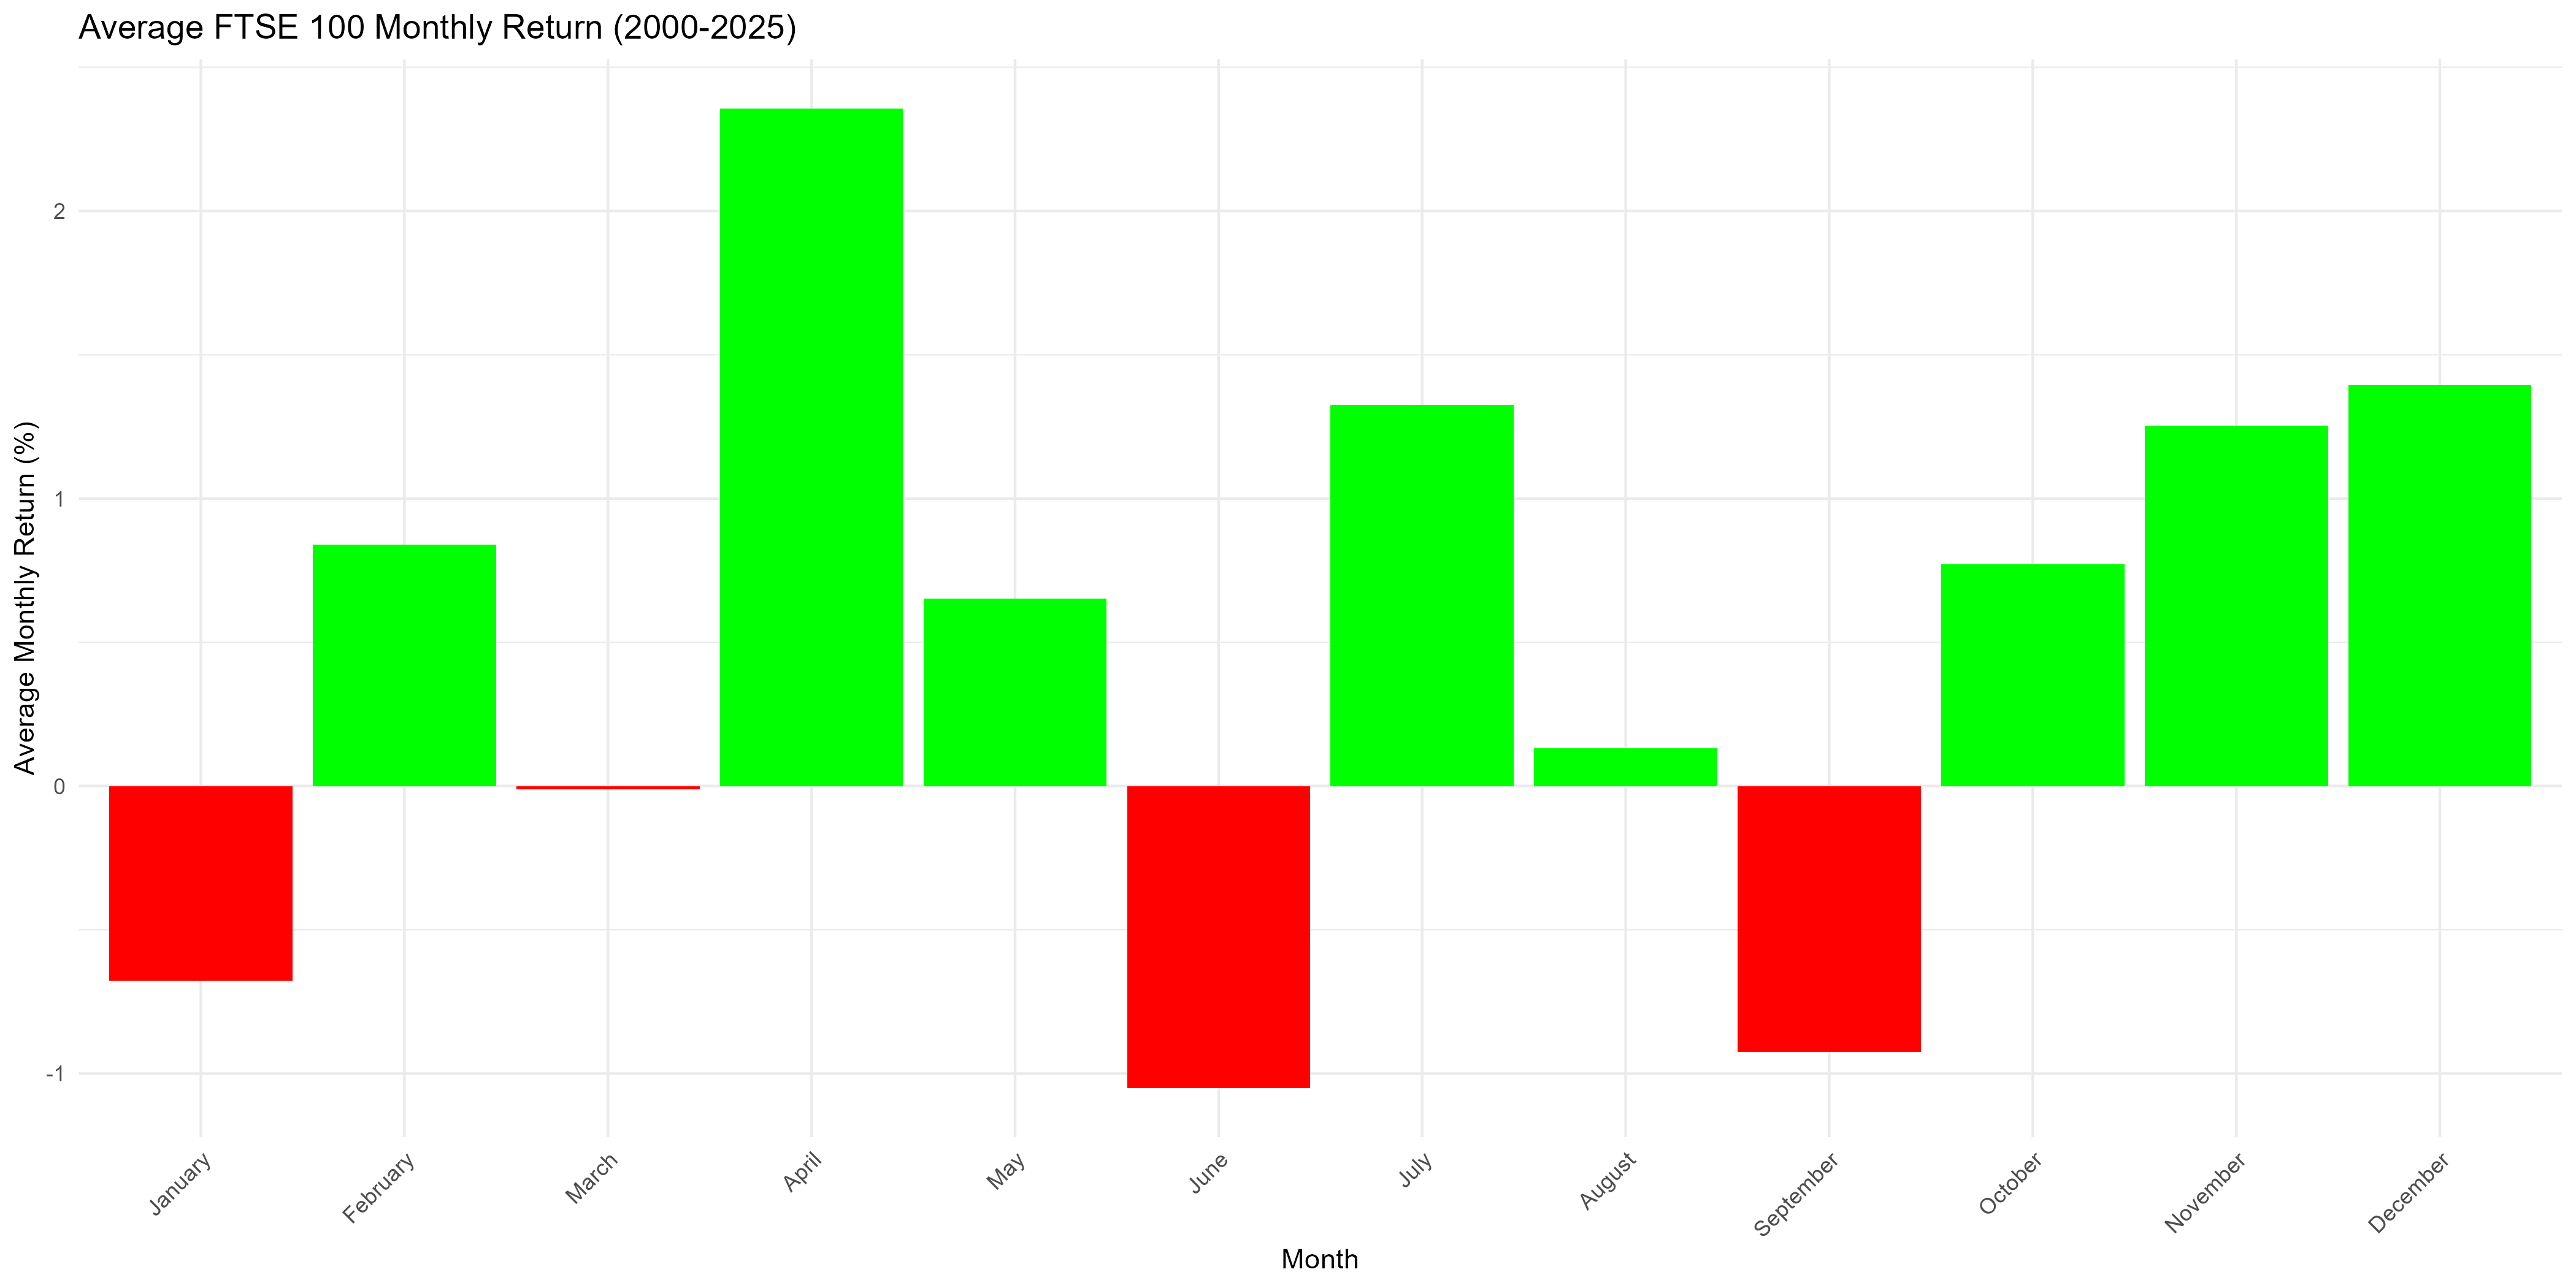 Average FTSE 100 Monthly Return (2000-2025)
Average Monthly Return (%)
2
1
0
-1
January
February
March
April
May
June
July
August
September
October
November
December
Month